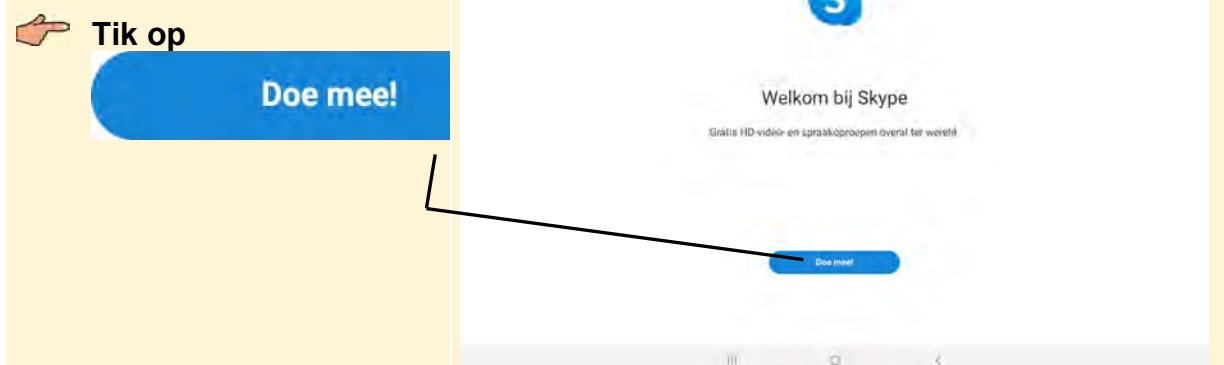 Tik op
Doe mee!
S
Welkom bij Skype
Gratis HD-video- en spraakoproepen overal ter wereld
Doe mee!